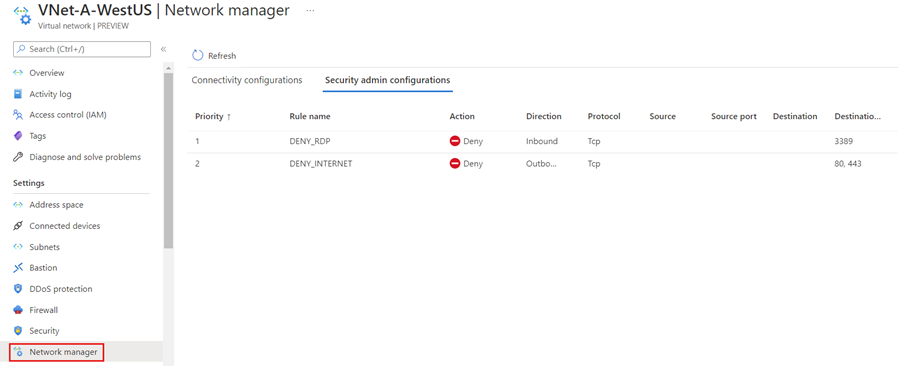 VNet-A-WestUS | Network manager ...
Virtual network | PREVIEW
Search (Ctrl+/)
«
Overview
Activity log
Access control (IAM)
Tags
Diagnose and solve problems
Settings
Address space
Connected devices
Subnets
Bastion
DDoS protection
Firewall
Security
Network manager
Refresh
Connectivity configurations Security admin configurations
Priority ↑ Rule name Action Direction Protocol Source Source port Destination Destinatio...
1 DENY_RDP Deny Inbound Tcp 3389
2 DENY_INTERNET Deny Outbo... Tcp 80, 443